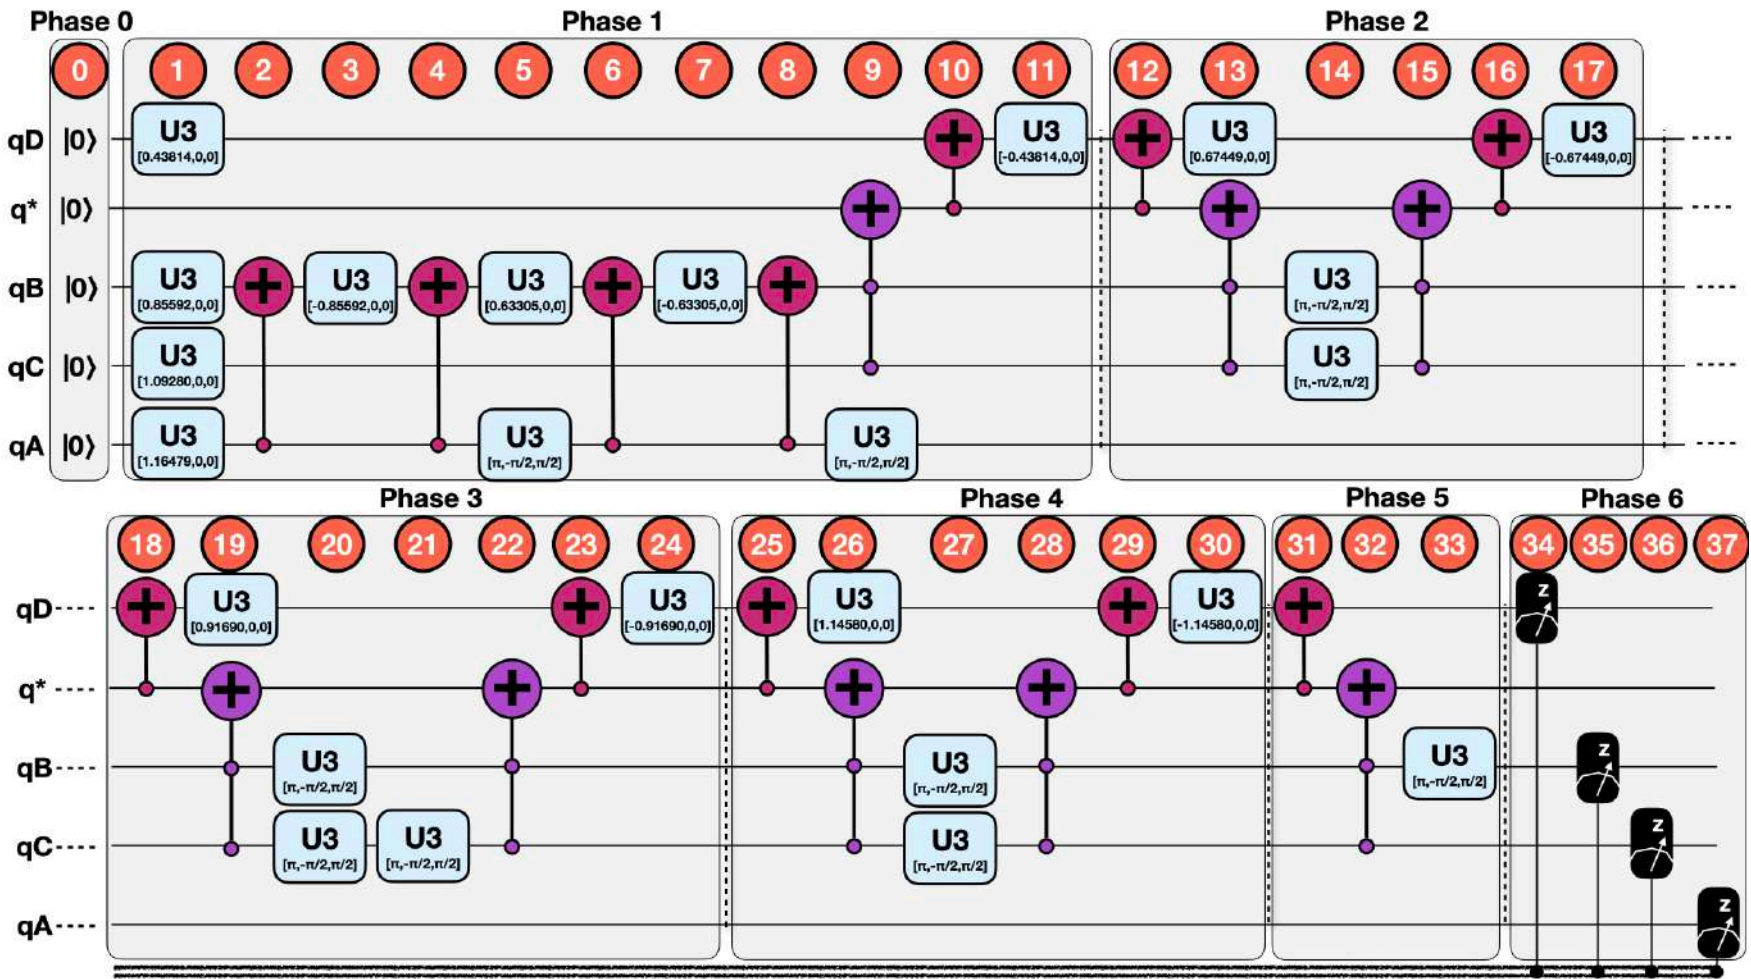 Phase 0 Phase 1 Phase 2
0 1 2 3 4 5 6 7 8 9 10 11 12 13 14 15 16 17
qD |0⟩ U3 [0.43814,0,0] U3 [-0.43814,0,0] U3 [0.67449,0,0] U3 [-0.67449,0,0]
q* |0⟩
qB |0⟩ U3 [0.85592,0,0] U3 [-0.85592,0,0] U3 [0.63305,0,0] U3 [-0.63305,0,0] U3 [π,-π/2,π/2]
qC |0⟩ U3 [1.09280,0,0] U3 [π,-π/2,π/2]
qA |0⟩ U3 [1.16479,0,0] U3 [π,-π/2,π/2] U3 [π,-π/2,π/2]
Phase 3 Phase 4 Phase 5 Phase 6
18 19 20 21 22 23 24 25 26 27 28 29 30 31 32 33 34 35 36 37
qD U3 [0.91690,0,0] U3 [-0.91690,0,0] U3 [1.14580,0,0] U3 [-1.14580,0,0] z
q*
qB U3 [π,-π/2,π/2] U3 [π,-π/2,π/2] U3 [π,-π/2,π/2] z
qC U3 [π,-π/2,π/2] U3 [π,-π/2,π/2] U3 [π,-π/2,π/2] z
qA z